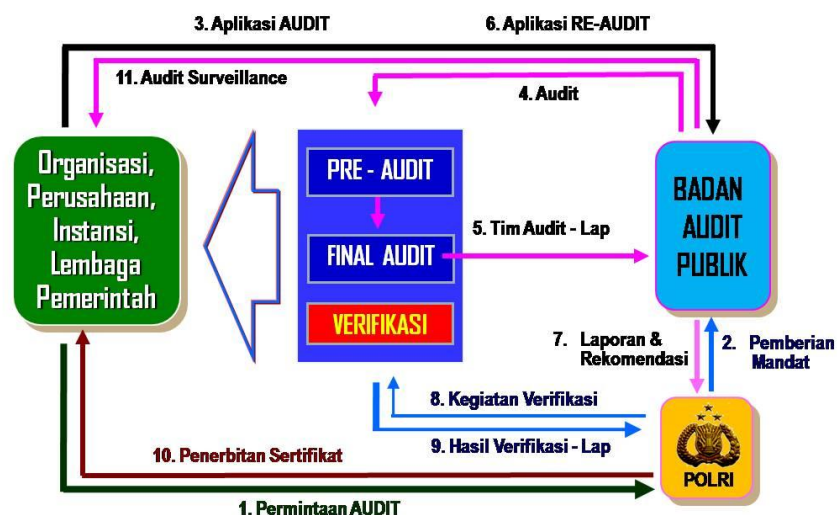 3. Aplikasi AUDIT
6. Aplikasi RE-AUDIT
11. Audit Surveillance
4. Audit
Organisasi,
Perusahaan,
Instansi,
Lembaga
Pemerintah
PRE - AUDIT
FINAL AUDIT
VERIFIKASI
5. Tim Audit - Lap
BADAN
AUDIT
PUBLIK
7. Laporan &
Rekomendasi
2. Pemberian
Mandat
8. Kegiatan Verifikasi
9. Hasil Verifikasi - Lap
10. Penerbitan Sertifikat
POLRI
1. Permintaan AUDIT